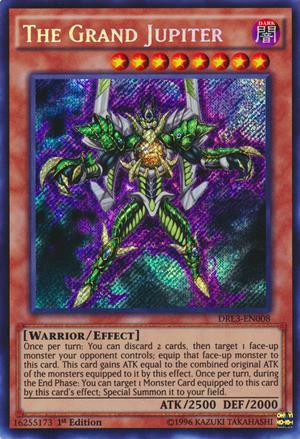 The Grand Jupiter
DARK
闇
DRL3-EN008
[Warrior/Effect]
Once per turn: You can discard 2 cards, then target 1 face-up
monster your opponent controls; equip that face-up monster to
this card. This card gains ATK equal to the combined original ATK
of the monsters equipped to it by this effect. Once per turn, during
the End Phase: You can target 1 Monster Card equipped to this card
by this card's effect; Special Summon it to your field.
ATK/2500 DEF/2000
16255173 1st Edition ©1996 KAZUKI TAKAHASHI